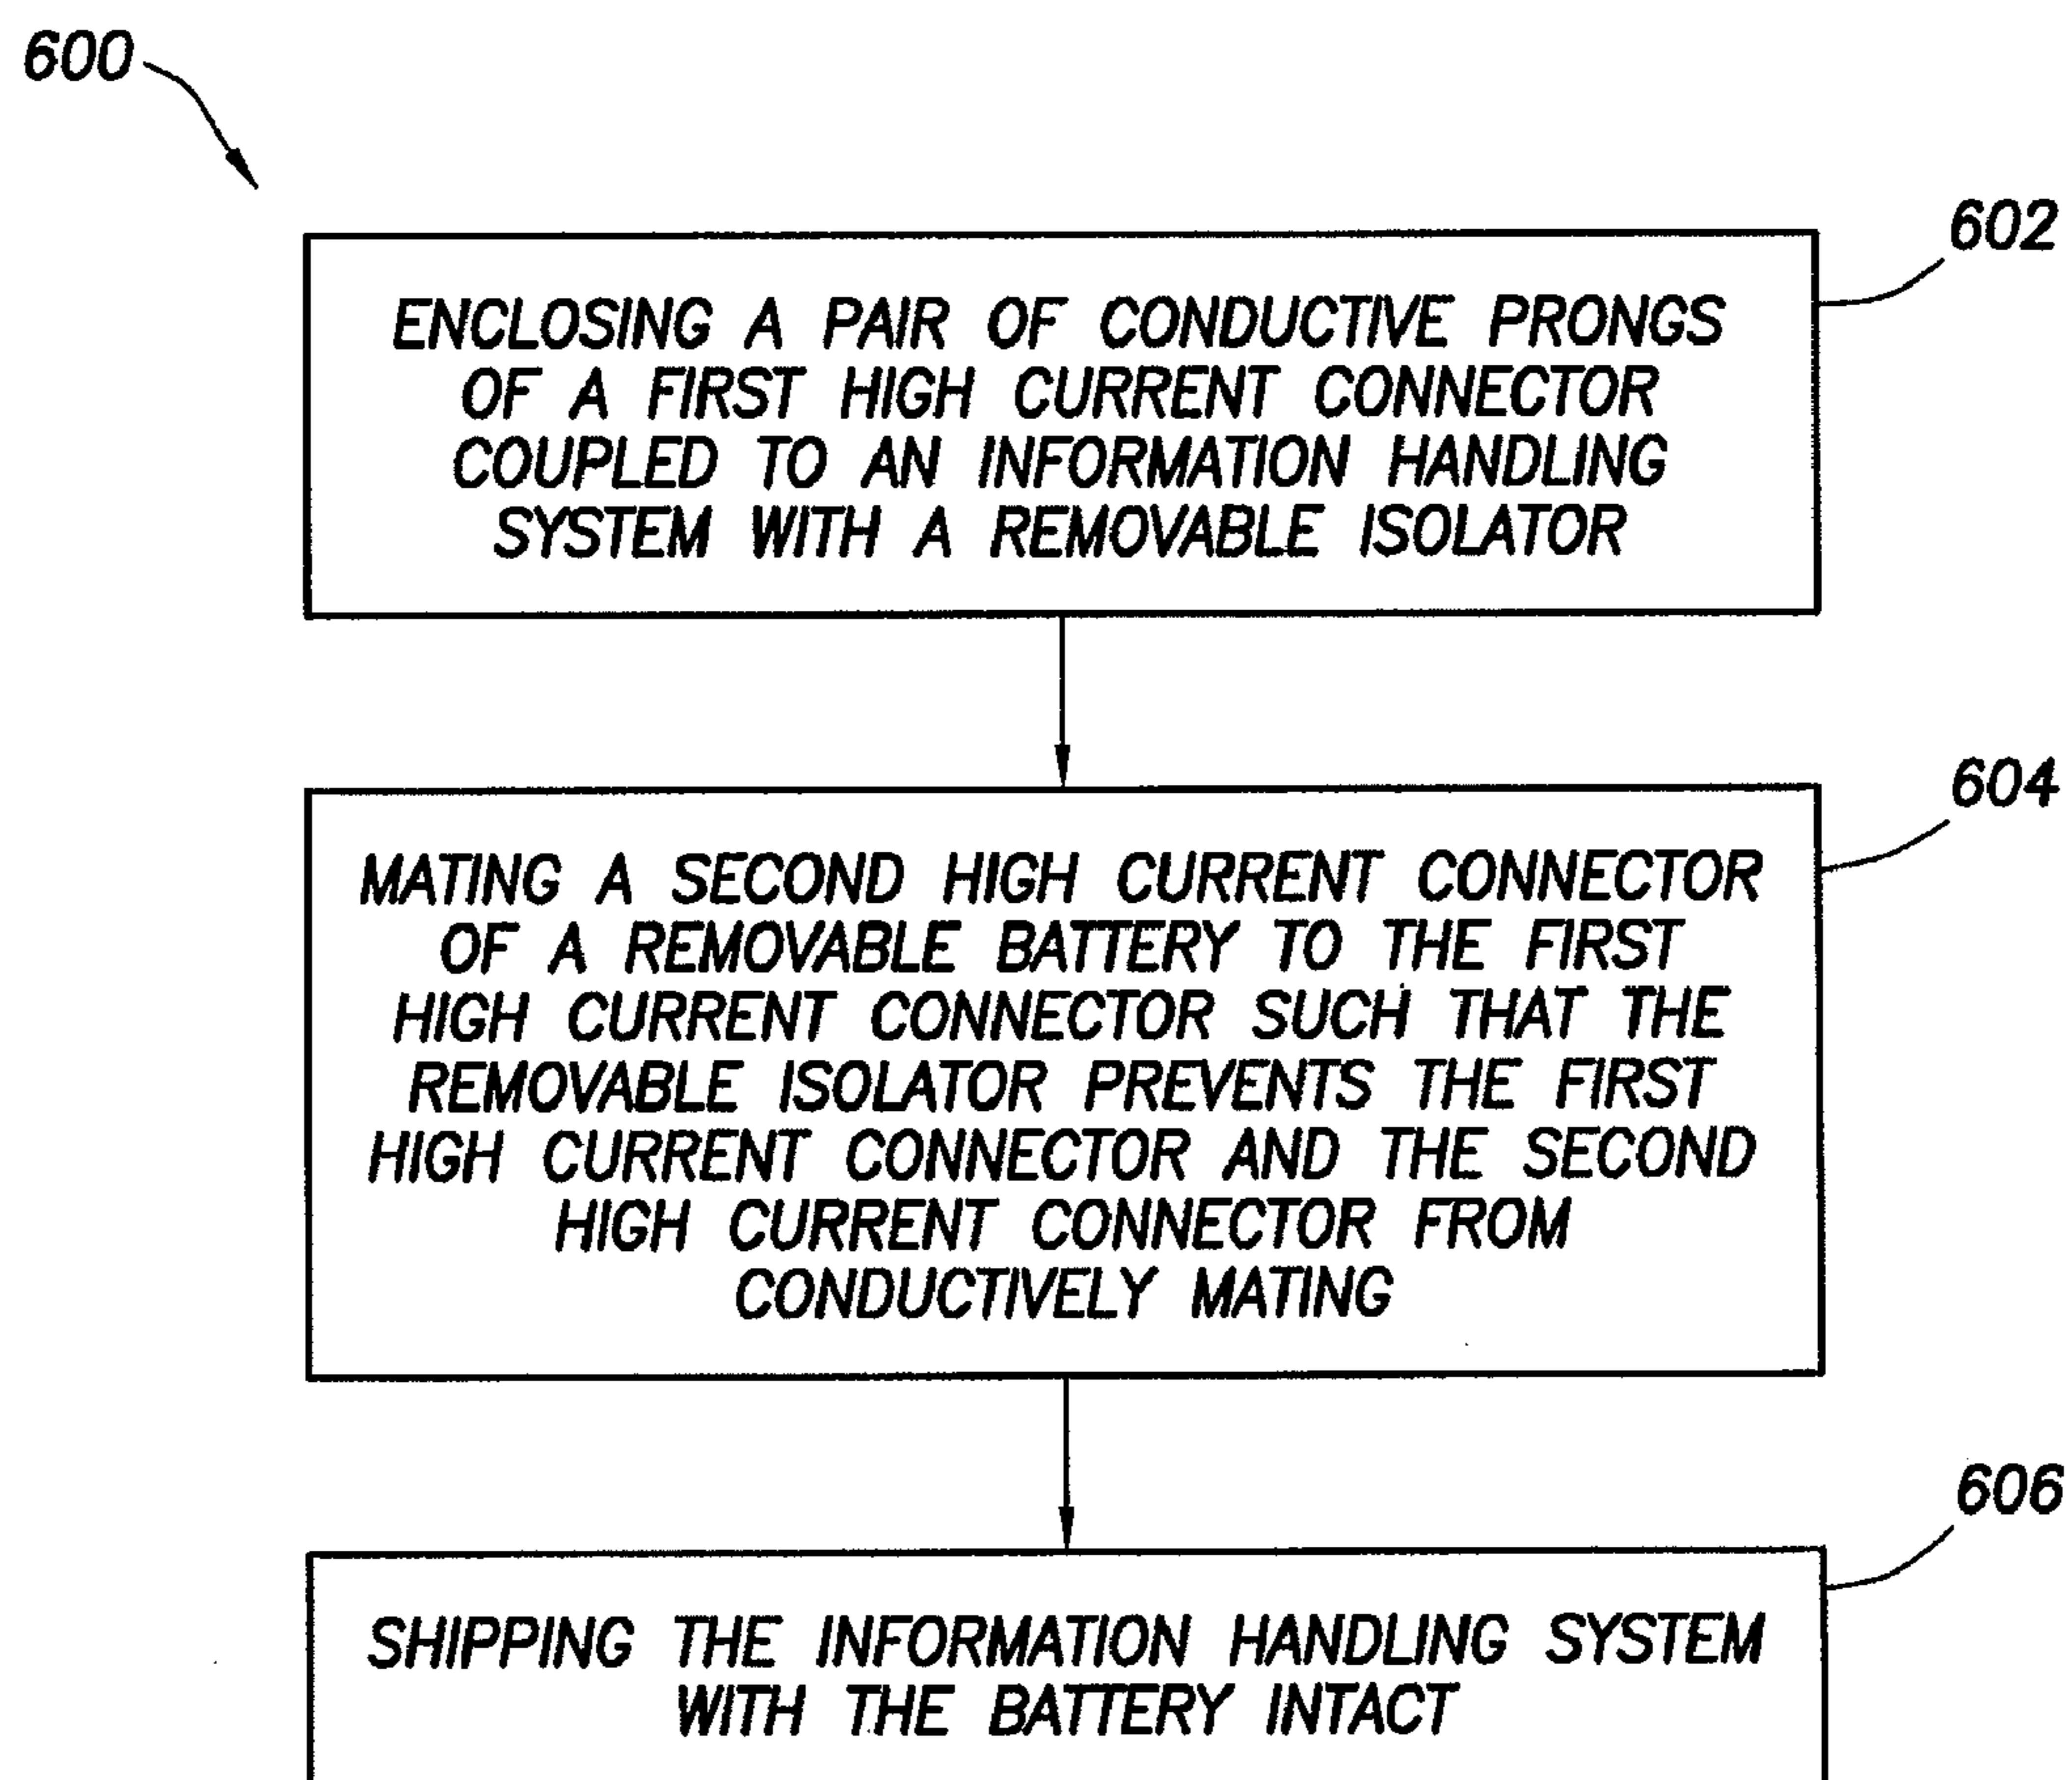 600
602
ENCLOSING A PAIR OF CONDUCTIVE PRONGS
OF A FIRST HIGH CURRENT CONNECTOR
COUPLED TO AN INFORMATION HANDLING
SYSTEM WITH A REMOVABLE ISOLATOR
604
MATING A SECOND HIGH CURRENT CONNECTOR
OF A REMOVABLE BATTERY TO THE FIRST
HIGH CURRENT CONNECTOR SUCH THAT THE
REMOVABLE ISOLATOR PREVENTS THE FIRST
HIGH CURRENT CONNECTOR AND THE SECOND
HIGH CURRENT CONNECTOR FROM
CONDUCTIVELY MATING
606
SHIPPING THE INFORMATION HANDLING SYSTEM
WITH THE BATTERY INTACT